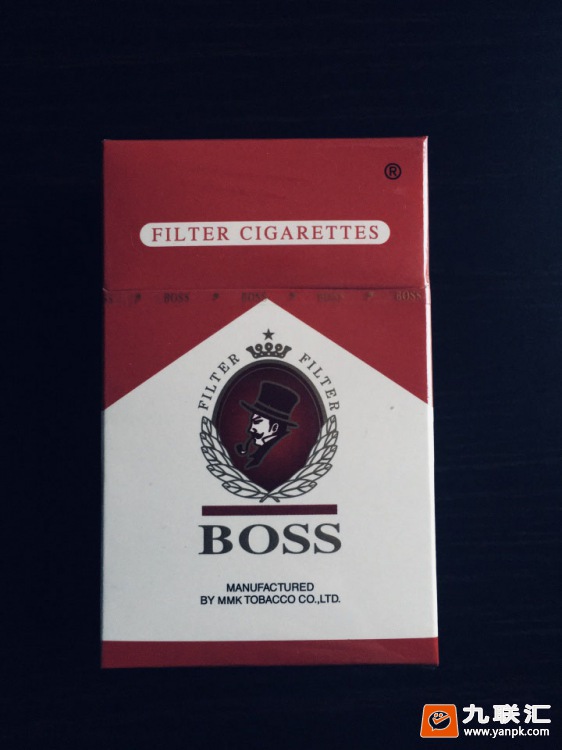 ®
FILTER CIGARETTES
BOSS BOSS BOSS BOSS
FILTER FILTER
BOSS
MANUFACTURED
BY MMK TOBACCO CO.,LTD.
九联汇
www.yanpk.com